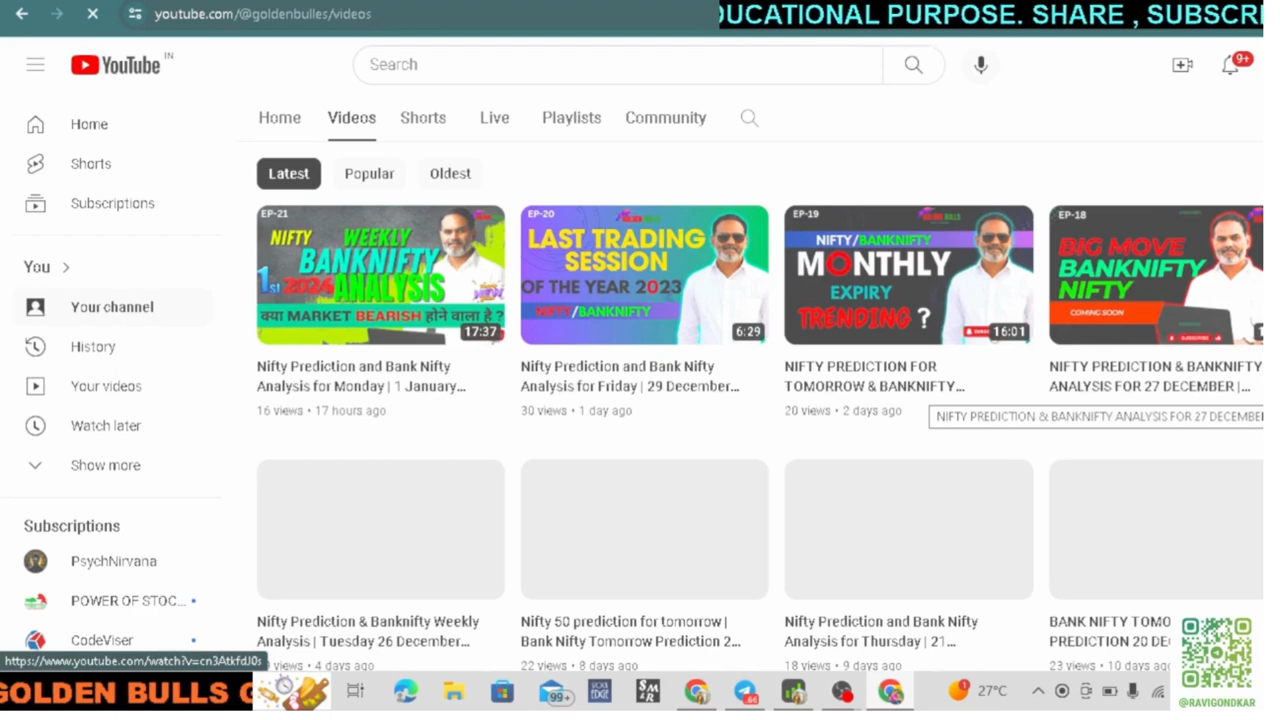 youtube.com/@goldenbulles/videos
DUCATIONAL PURPOSE. SHARE , SUBSCRI
YouTube IN
Search
9+
Home
Videos
Shorts
Live
Playlists
Community
Home
Shorts
Subscriptions
You
Your channel
History
Your videos
Watch later
Show more
Subscriptions
PsychNirvana
POWER OF STOC...
CodeViser
Latest
Popular
Oldest
EP-21
NIFTY WEEKLY
BANKNIFTY
1st 2024 ANALYSIS
क्या MARKET BEARISH होने वाला है ?
17:37
Nifty Prediction and Bank Nifty
Analysis for Monday | 1 January...
16 views • 17 hours ago
EP-20
LAST TRADING
SESSION
OF THE YEAR 2023
NIFTY/BANKNIFTY
6:29
Nifty Prediction and Bank Nifty
Analysis for Friday | 29 December...
30 views • 1 day ago
EP-19
GOLDEN BULLS
NIFTY/BANKNIFTY
MONTHLY
EXPIRY
TRENDING ?
16:01
NIFTY PREDICTION FOR
TOMORROW & BANKNIFTY...
20 views • 2 days ago
EP-18
BIG MOVE
BANKNIFTY
NIFTY
COMING SOON
NIFTY PREDICTION & BANKNIFTY
ANALYSIS FOR 27 DECEMBER |...
NIFTY PREDICTION & BANKNIFTY ANALYSIS FOR 27 DECEMBER
Nifty Prediction & Banknifty Weekly
Analysis | Tuesday 26 December...
views • 4 days ago
Nifty 50 prediction for tomorrow |
Bank Nifty Tomorrow Prediction 2...
22 views • 8 days ago
Nifty Prediction and Bank Nifty
Analysis for Thursday | 21...
18 views • 9 days ago
BANK NIFTY TOMO
PREDICTION 20 DE
23 views • 10 days ag
https://www.youtube.com/watch?v=cn3AtkfdJ0s
GOLDEN BULLS
99+
27°C
@RAVIGONDKAR